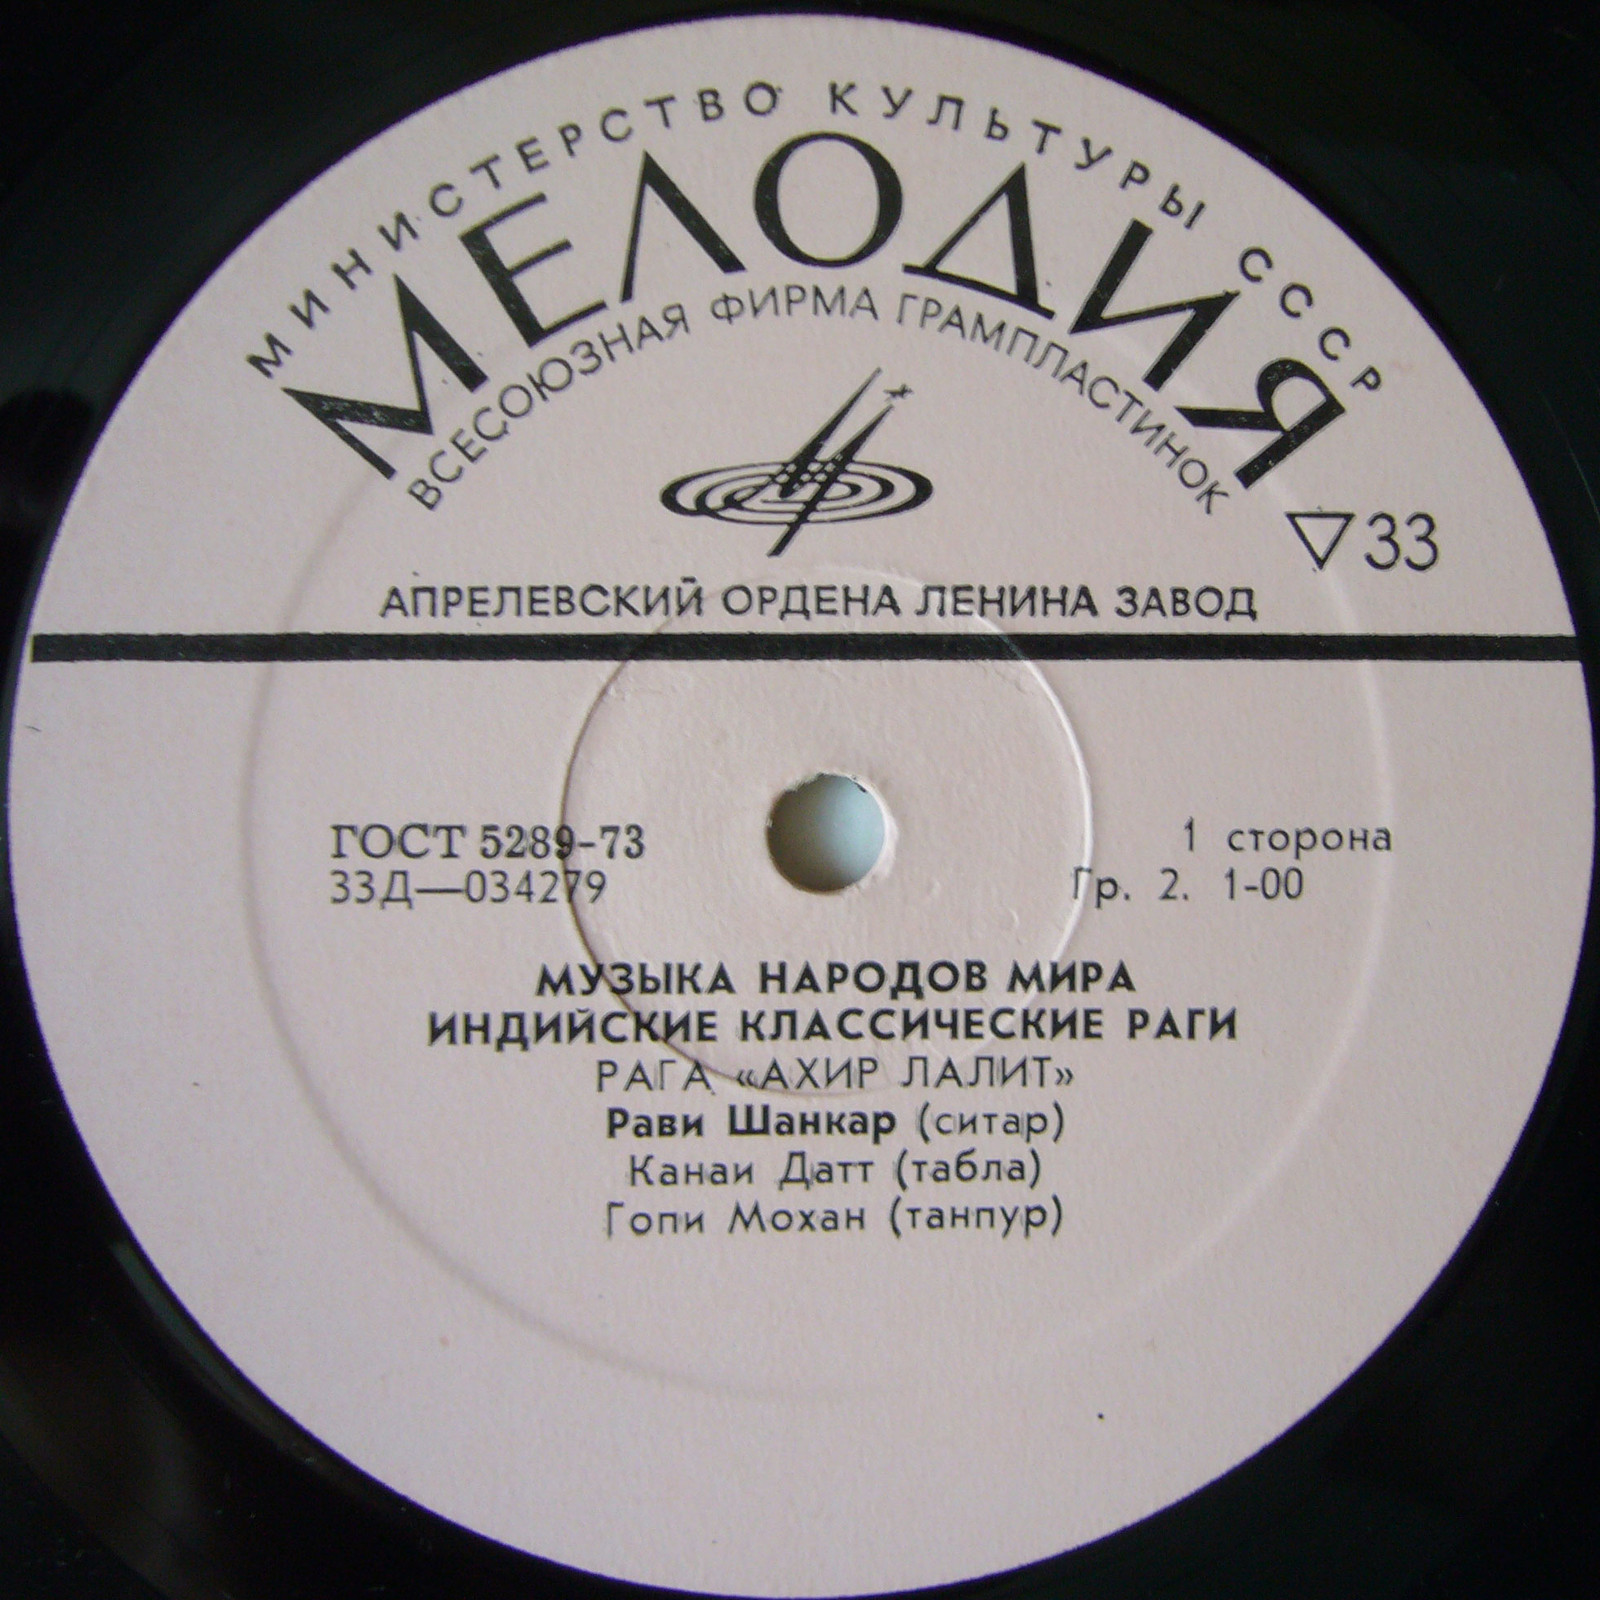 МИНИСТЕРСТВО КУЛЬТУРЫ СССР
МЕЛОДИЯ
ВСЕСОЮЗНАЯ ФИРМА ГРАМПЛАСТИНОК
▽33
АПРЕЛЕВСКИЙ ОРДЕНА ЛЕНИНА ЗАВОД
ГОСТ 5289-73
1 сторона
33Д—034279
Гр. 2. 1-00
МУЗЫКА НАРОДОВ МИРА
ИНДИЙСКИЕ КЛАССИЧЕСКИЕ РАГИ
РАГА «АХИР ЛАЛИТ»
Рави Шанкар (ситар)
Канаи Датт (табла)
Гопи Мохан (танпур)